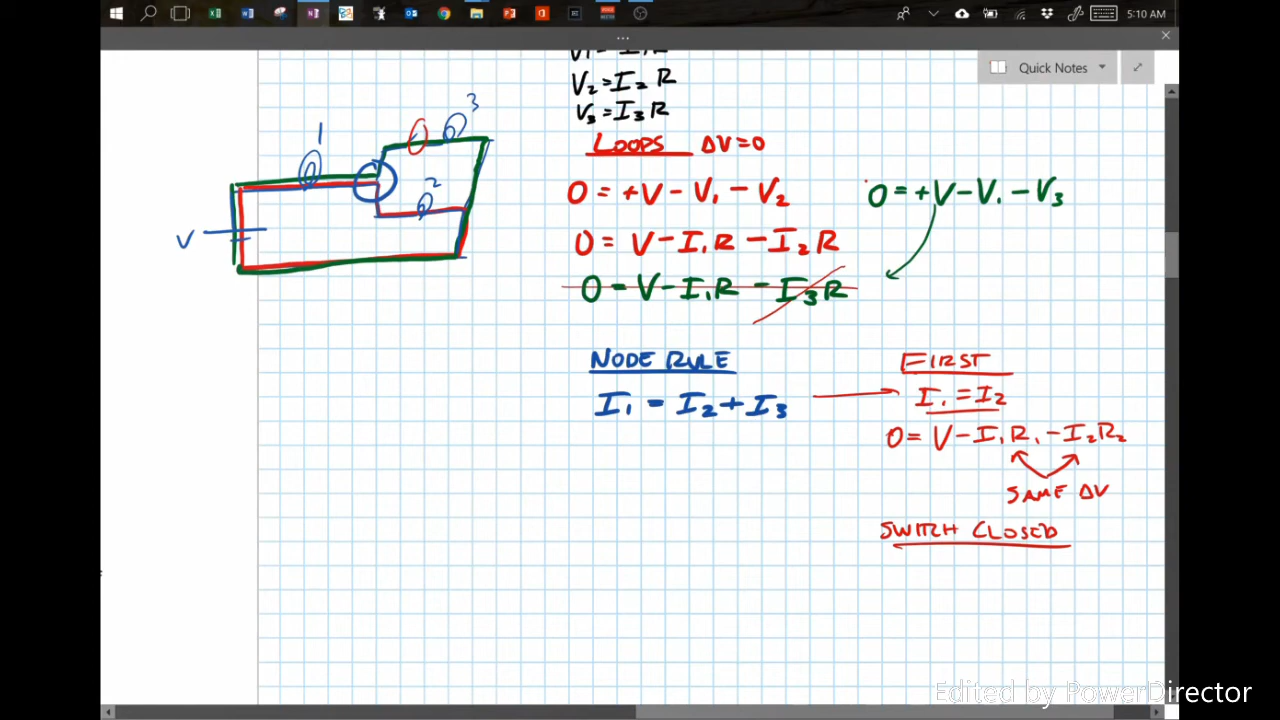 5:10 AM
Quick Notes
V₂=I₂R
V₃=I₃R
LOOPS ΔV=0
0=+V-V₁-V₂
0=+V-V₁-V₃
0=V-I₁R-I₂R
0=V-I₁R-I₃R
NODE RULE
I₁=I₂+I₃
FIRST
I₁=I₂
0=V-I₁R₁-I₂R₂
SAME ΔV
SWITCH CLOSED
1
3
2
V
Edited by PowerDirector